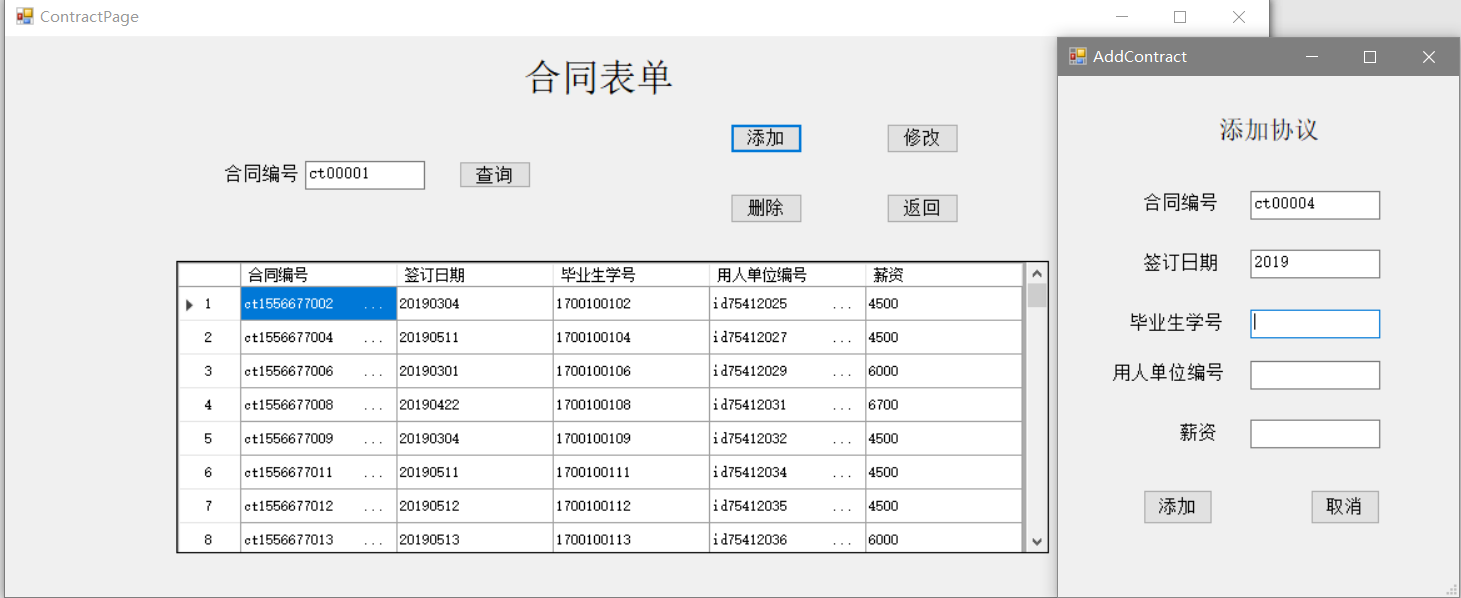 ContractPage
合同表单
添加 修改
合同编号 ct00001 查询
删除 返回
合同编号 签订日期 毕业生学号 用人单位编号 薪资
1 ct1556677002 ... 20190304 1700100102 id75412025 ... 4500
2 ct1556677004 ... 20190511 1700100104 id75412027 ... 4500
3 ct1556677006 ... 20190301 1700100106 id75412029 ... 6000
4 ct1556677008 ... 20190422 1700100108 id75412031 ... 6700
5 ct1556677009 ... 20190304 1700100109 id75412032 ... 4500
6 ct1556677011 ... 20190511 1700100111 id75412034 ... 4500
7 ct1556677012 ... 20190512 1700100112 id75412035 ... 4500
8 ct1556677013 ... 20190513 1700100113 id75412036 ... 6000
AddContract
添加协议
合同编号 ct00004
签订日期 2019
毕业生学号
用人单位编号
薪资
添加 取消